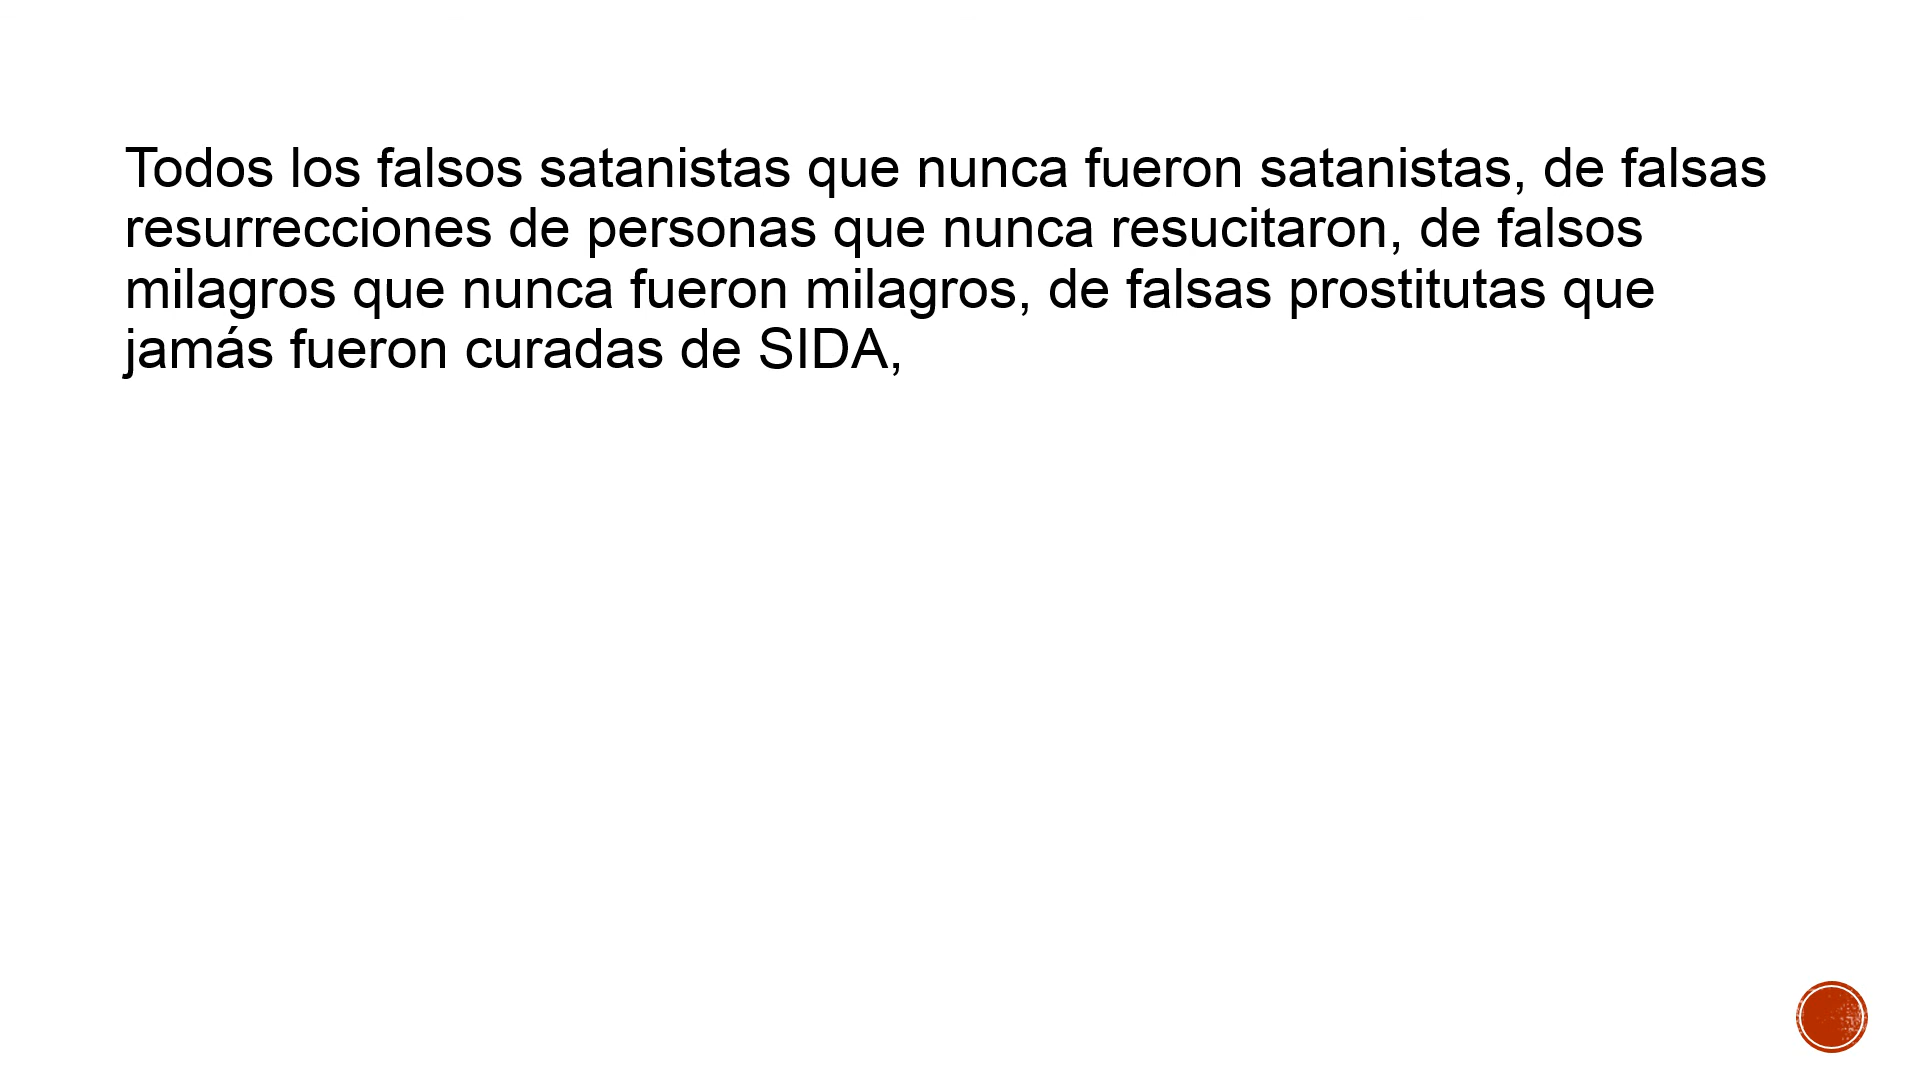 Todos los falsos satanistas que nunca fueron satanistas, de falsas
resurrecciones de personas que nunca resucitaron, de falsos
milagros que nunca fueron milagros, de falsas prostitutas que
jamás fueron curadas de SIDA,